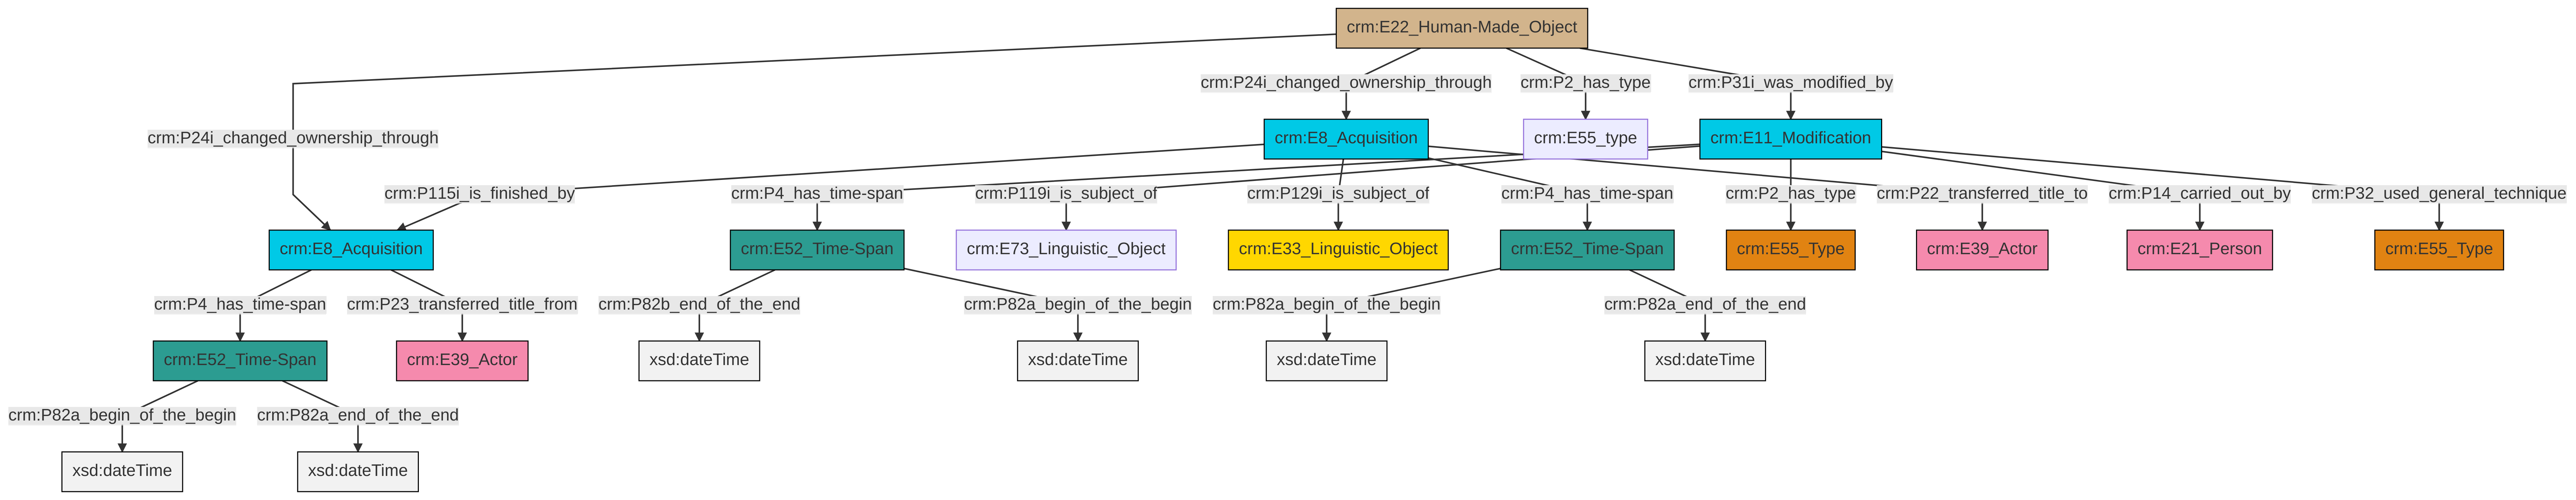 crm:E22_Human-Made_Object
crm:P24i_changed_ownership_through
crm:P2_has_type
crm:P31i_was_modified_by
crm:P24i_changed_ownership_through
crm:E8_Acquisition
crm:E55_type
crm:E11_Modification
crm:P115i_is_finished_by
crm:P4_has_time-span
crm:P119i_is_subject_of
crm:P129i_is_subject_of
crm:P4_has_time-span
crm:P2_has_type
crm:P22_transferred_title_to
crm:P14_carried_out_by
crm:P32_used_general_technique
crm:E8_Acquisition
crm:E52_Time-Span
crm:E73_Linguistic_Object
crm:E33_Linguistic_Object
crm:E52_Time-Span
crm:E55_Type
crm:E39_Actor
crm:E21_Person
crm:E55_Type
crm:P4_has_time-span
crm:P23_transferred_title_from
crm:P82b_end_of_the_end
crm:P82a_begin_of_the_begin
crm:P82a_begin_of_the_begin
crm:P82a_end_of_the_end
crm:E52_Time-Span
crm:E39_Actor
xsd:dateTime
xsd:dateTime
xsd:dateTime
xsd:dateTime
crm:P82a_begin_of_the_begin
crm:P82a_end_of_the_end
xsd:dateTime
xsd:dateTime